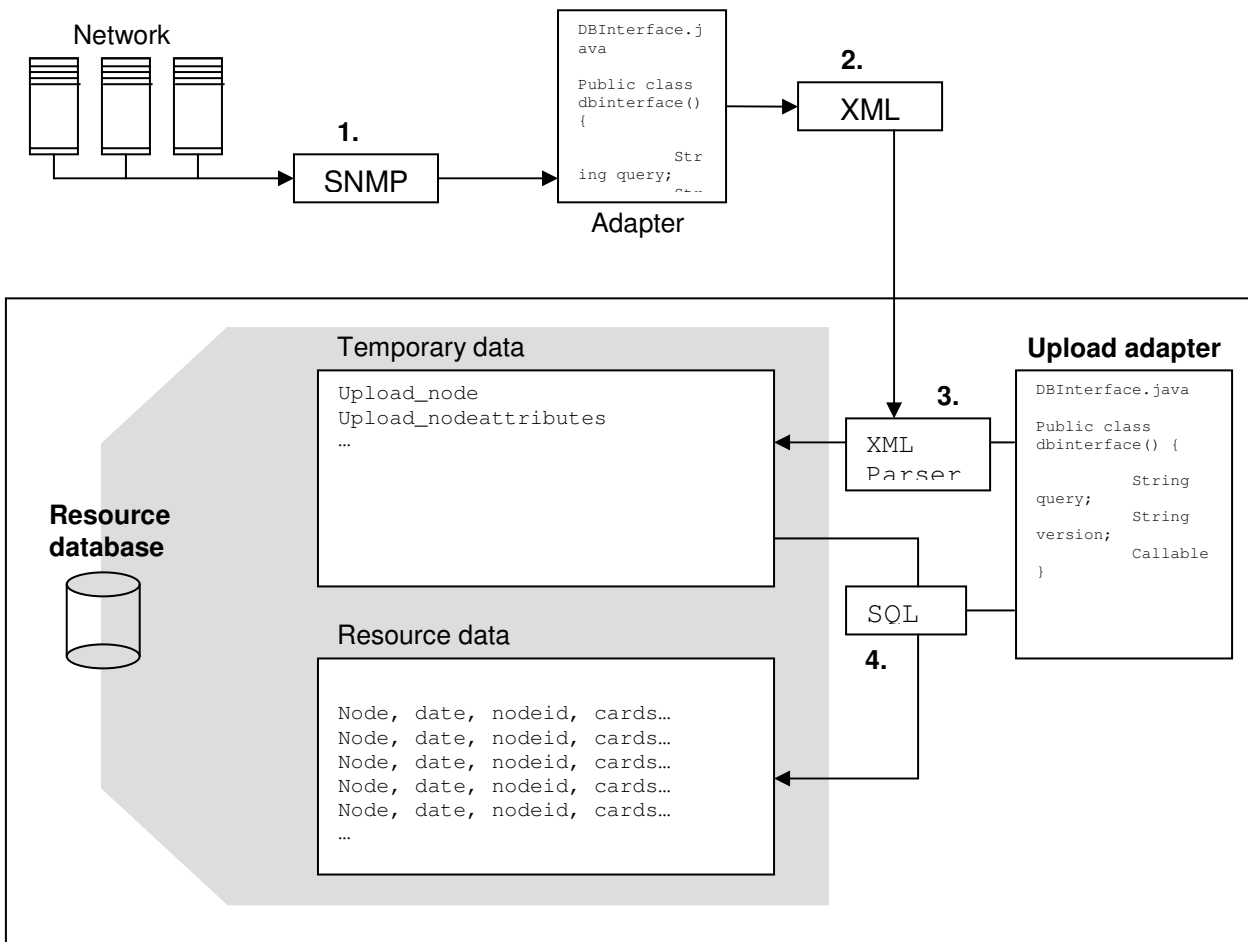 Network
1.
SNMP
DBInterface.j
ava
Public class
dbinterface()
{
Str
ing query;
Adapter
2.
XML
Temporary data
Upload_node
Upload_nodeattributes
…
3.
XML
Parser
Upload adapter
DBInterface.java
Public class
dbinterface() {
String
query;
String
version;
Callable
}
Resource
database
SQL
4.
Resource data
Node, date, nodeid, cards…
Node, date, nodeid, cards…
Node, date, nodeid, cards…
Node, date, nodeid, cards…
Node, date, nodeid, cards…
…